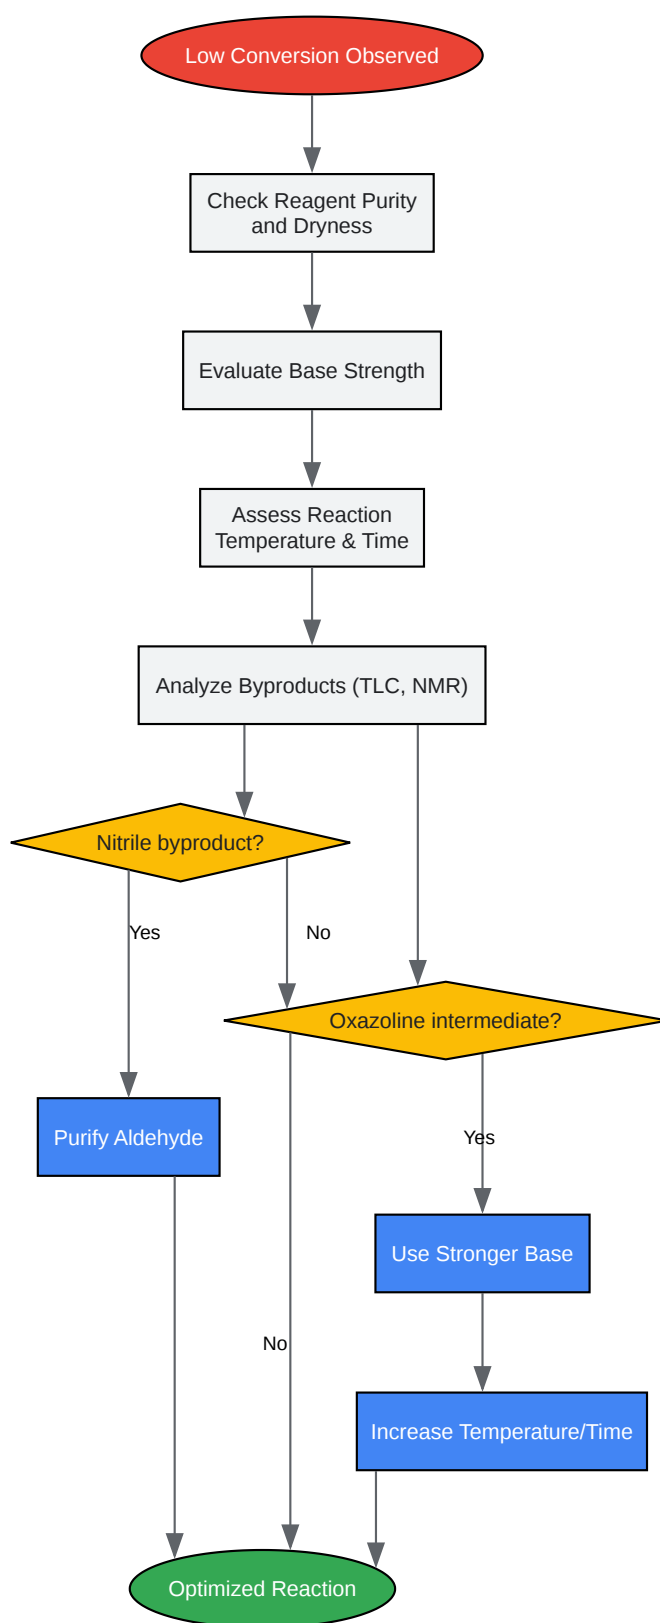 Low Conversion Observed
Check Reagent Purity
and Dryness
Evaluate Base Strength
Assess Reaction
Temperature & Time
Analyze Byproducts (TLC, NMR)
Nitrile byproduct?
Yes
No
Oxazoline intermediate?
Purify Aldehyde
Yes
Use Stronger Base
No
Increase Temperature/Time
Optimized Reaction